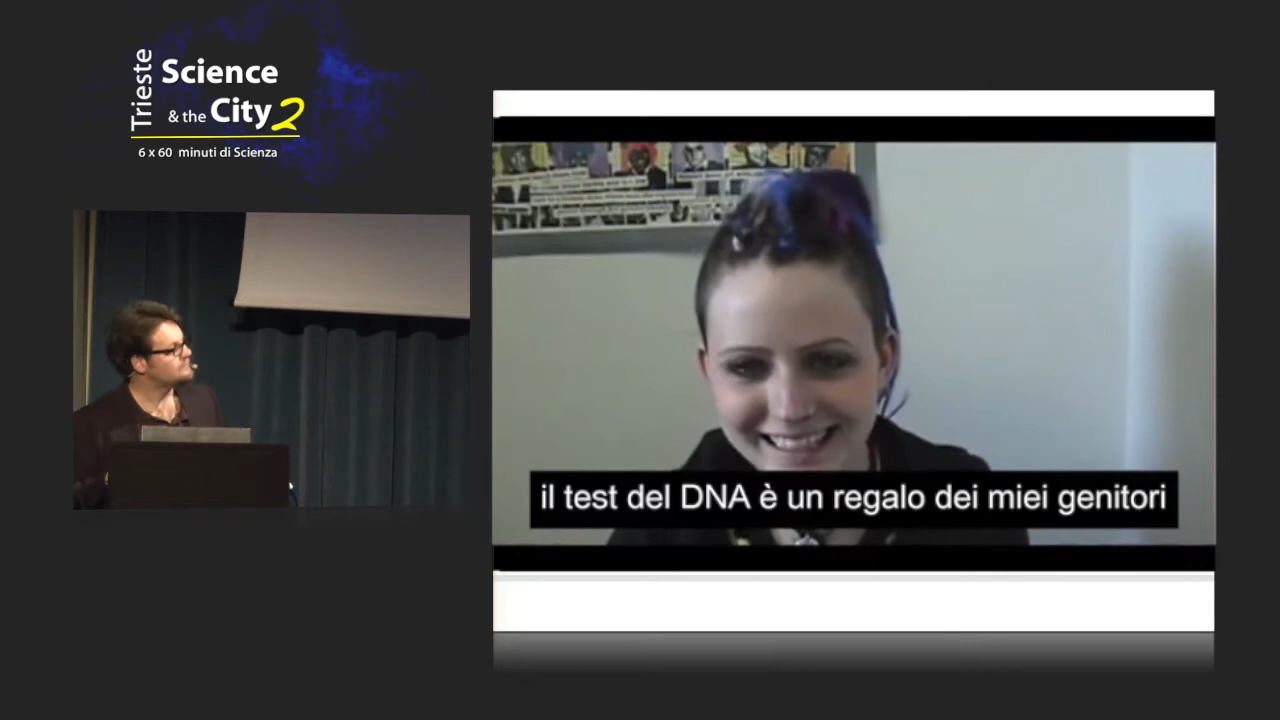 Trieste
Science
& the City 2
6 x 60 minuti di Scienza
il test del DNA è un regalo dei miei genitori